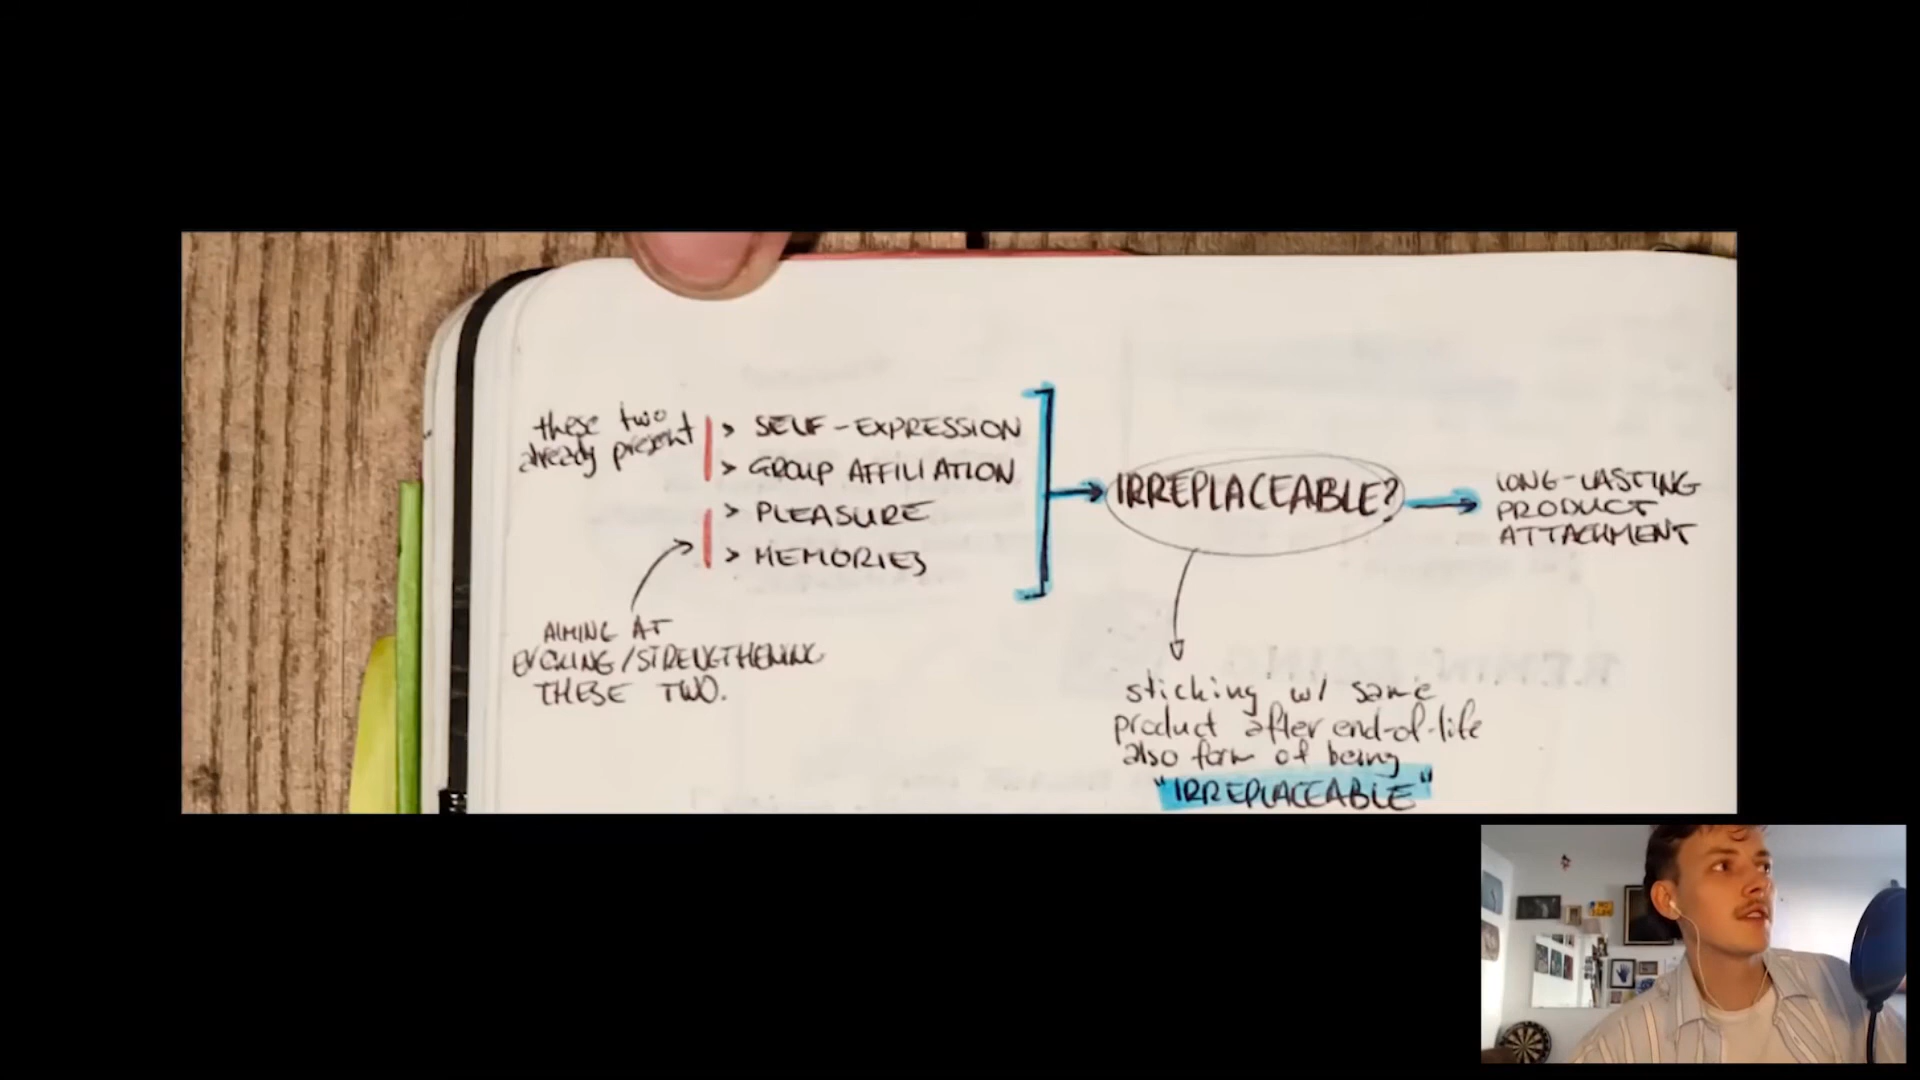 these two
already present
> SELF-EXPRESSION
> GROUP AFFILIATION
> PLEASURE
> MEMORIES
AIMING AT
EVOKING/STRENGTHENING
THESE TWO.
IRREPLACEABLE?
LONG-LASTING
PRODUCT
ATTACHMENT
sticking w/ same
product after end-of-life
also form of being
"IRREPLACEABLE"